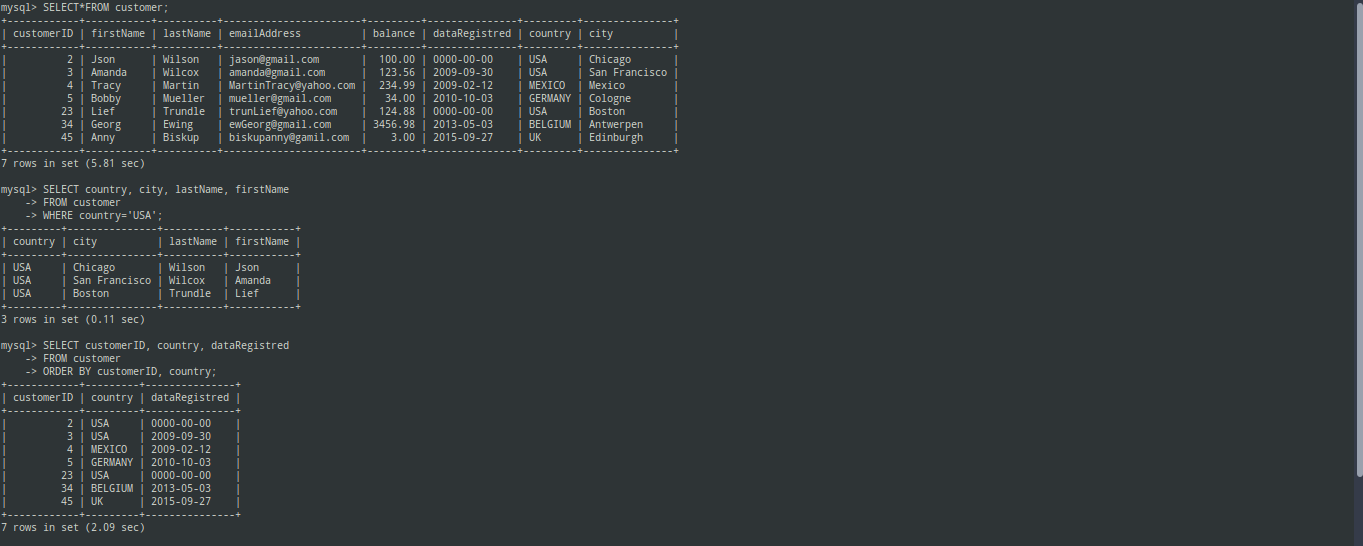 mysql> SELECT*FROM customer;
+------------+-----------+----------+-----------------------+---------+---------------+---------+---------------+
| customerID | firstName | lastName | emailAddress          | balance | dataRegistred | country | city          |
+------------+-----------+----------+-----------------------+---------+---------------+---------+---------------+
|          2 | Json      | Wilson   | jason@gmail.com       |  100.00 | 0000-00-00    | USA     | Chicago       |
|          3 | Amanda    | Wilcox   | amanda@gmail.com      |  123.56 | 2009-09-30    | USA     | San Francisco |
|          4 | Tracy     | Martin   | MartinTracy@yahoo.com |  234.99 | 2009-02-12    | MEXICO  | Mexico        |
|          5 | Bobby     | Mueller  | mueller@gmail.com     |   34.00 | 2010-10-03    | GERMANY | Cologne       |
|         23 | Lief      | Trundle  | trunLief@yahoo.com    |  124.88 | 0000-00-00    | USA     | Boston        |
|         34 | Georg     | Ewing    | ewGeorg@gmail.com     | 3456.98 | 2013-05-03    | BELGIUM | Antwerpen     |
|         45 | Anny      | Biskup   | biskupanny@gamil.com  |    3.00 | 2015-09-27    | UK      | Edinburgh     |
+------------+-----------+----------+-----------------------+---------+---------------+---------+---------------+
7 rows in set (5.81 sec)
mysql> SELECT country, city, lastName, firstName
    -> FROM customer
    -> WHERE country='USA';
+---------+---------------+----------+-----------+
| country | city          | lastName | firstName |
+---------+---------------+----------+-----------+
| USA     | Chicago       | Wilson   | Json      |
| USA     | San Francisco | Wilcox   | Amanda    |
| USA     | Boston        | Trundle  | Lief      |
+---------+---------------+----------+-----------+
3 rows in set (0.11 sec)
mysql> SELECT customerID, country, dataRegistred
    -> FROM customer
    -> ORDER BY customerID, country;
+------------+---------+---------------+
| customerID | country | dataRegistred |
+------------+---------+---------------+
|          2 | USA     | 0000-00-00    |
|          3 | USA     | 2009-09-30    |
|          4 | MEXICO  | 2009-02-12    |
|          5 | GERMANY | 2010-10-03    |
|         23 | USA     | 0000-00-00    |
|         34 | BELGIUM | 2013-05-03    |
|         45 | UK      | 2015-09-27    |
+------------+---------+---------------+
7 rows in set (2.09 sec)